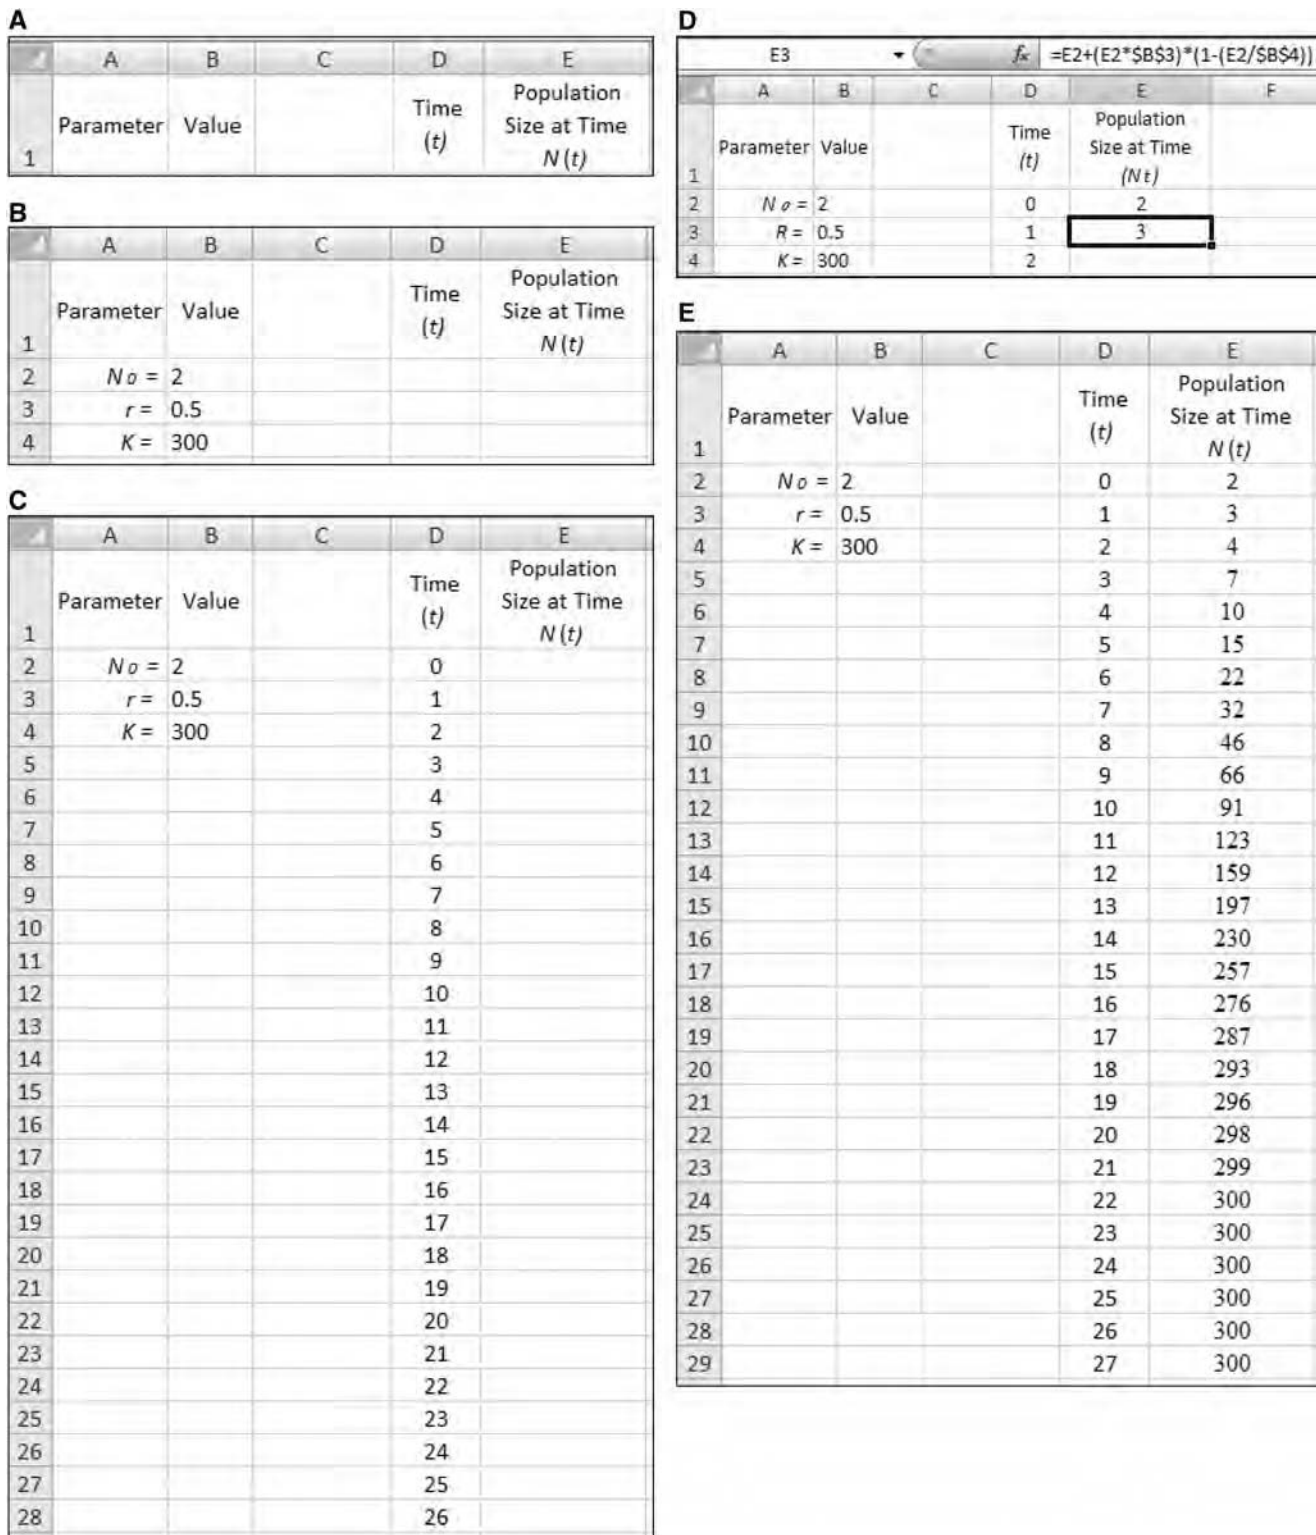 A
A B C D E
Parameter Value Time Population
(t) Size at Time
1 N(t)
B
A B C D E
Parameter Value Time Population
(t) Size at Time
1 N(t)
2 No = 2
3 r = 0.5
4 K = 300
C
A B C D E
Parameter Value Time Population
(t) Size at Time
1 N(t)
2 No = 2 0
3 r = 0.5 1
4 K = 300 2
5 3
6 4
7 5
8 6
9 7
10 8
11 9
12 10
13 11
14 12
15 13
16 14
17 15
18 16
19 17
20 18
21 19
22 20
23 21
24 22
25 23
26 24
27 25
28 26
D
E3 fx =E2+(E2*$B$3)*(1-(E2/$B$4))
A B C D E F
Parameter Value Time Population
(t) Size at Time
1 (Nt)
2 No = 2 0 2
3 R = 0.5 1 3
4 K = 300 2
E
A B C D E
Parameter Value Time Population
(t) Size at Time
1 N(t)
2 No = 2 0 2
3 r = 0.5 1 3
4 K = 300 2 4
5 3 7
6 4 10
7 5 15
8 6 22
9 7 32
10 8 46
11 9 66
12 10 91
13 11 123
14 12 159
15 13 197
16 14 230
17 15 257
18 16 276
19 17 287
20 18 293
21 19 296
22 20 298
23 21 299
24 22 300
25 23 300
26 24 300
27 25 300
28 26 300
29 27 300